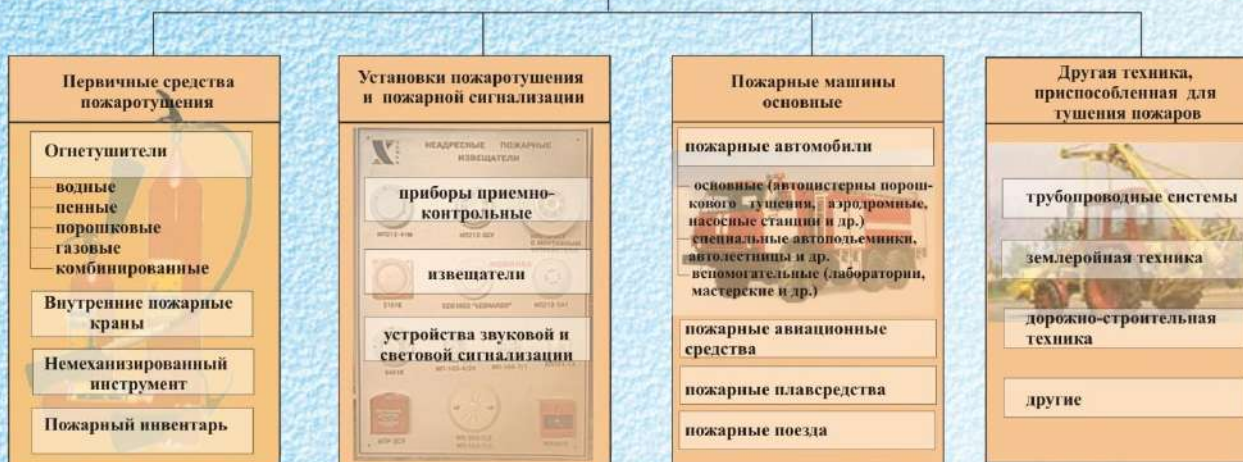 Первичные средства
пожаротушения
Огнетушители
водные
пенные
порошковые
газовые
комбинированные
Внутренние пожарные
краны
Немеханизированный
инструмент
Пожарный инвентарь
Установки пожаротушения
и пожарной сигнализации
НЕАДРЕСНЫЕ ПОЖАРНЫЕ
ИЗВЕЩАТЕЛИ
приборы приемно-
контрольные
извещатели
устройства звуковой и
световой сигнализации
Пожарные машины
основные
пожарные автомобили
основные (автоцистерны порош-
кового тушения, аэродромные,
насосные станции и др.)
специальные автоподъемники,
автолестницы и др.
вспомогательные (лаборатории,
мастерские и др.)
пожарные авиационные
средства
пожарные плавсредства
пожарные поезда
Другая техника,
приспособленная для
тушения пожаров
трубопроводные системы
землеройная техника
дорожно-строительная
техника
другие